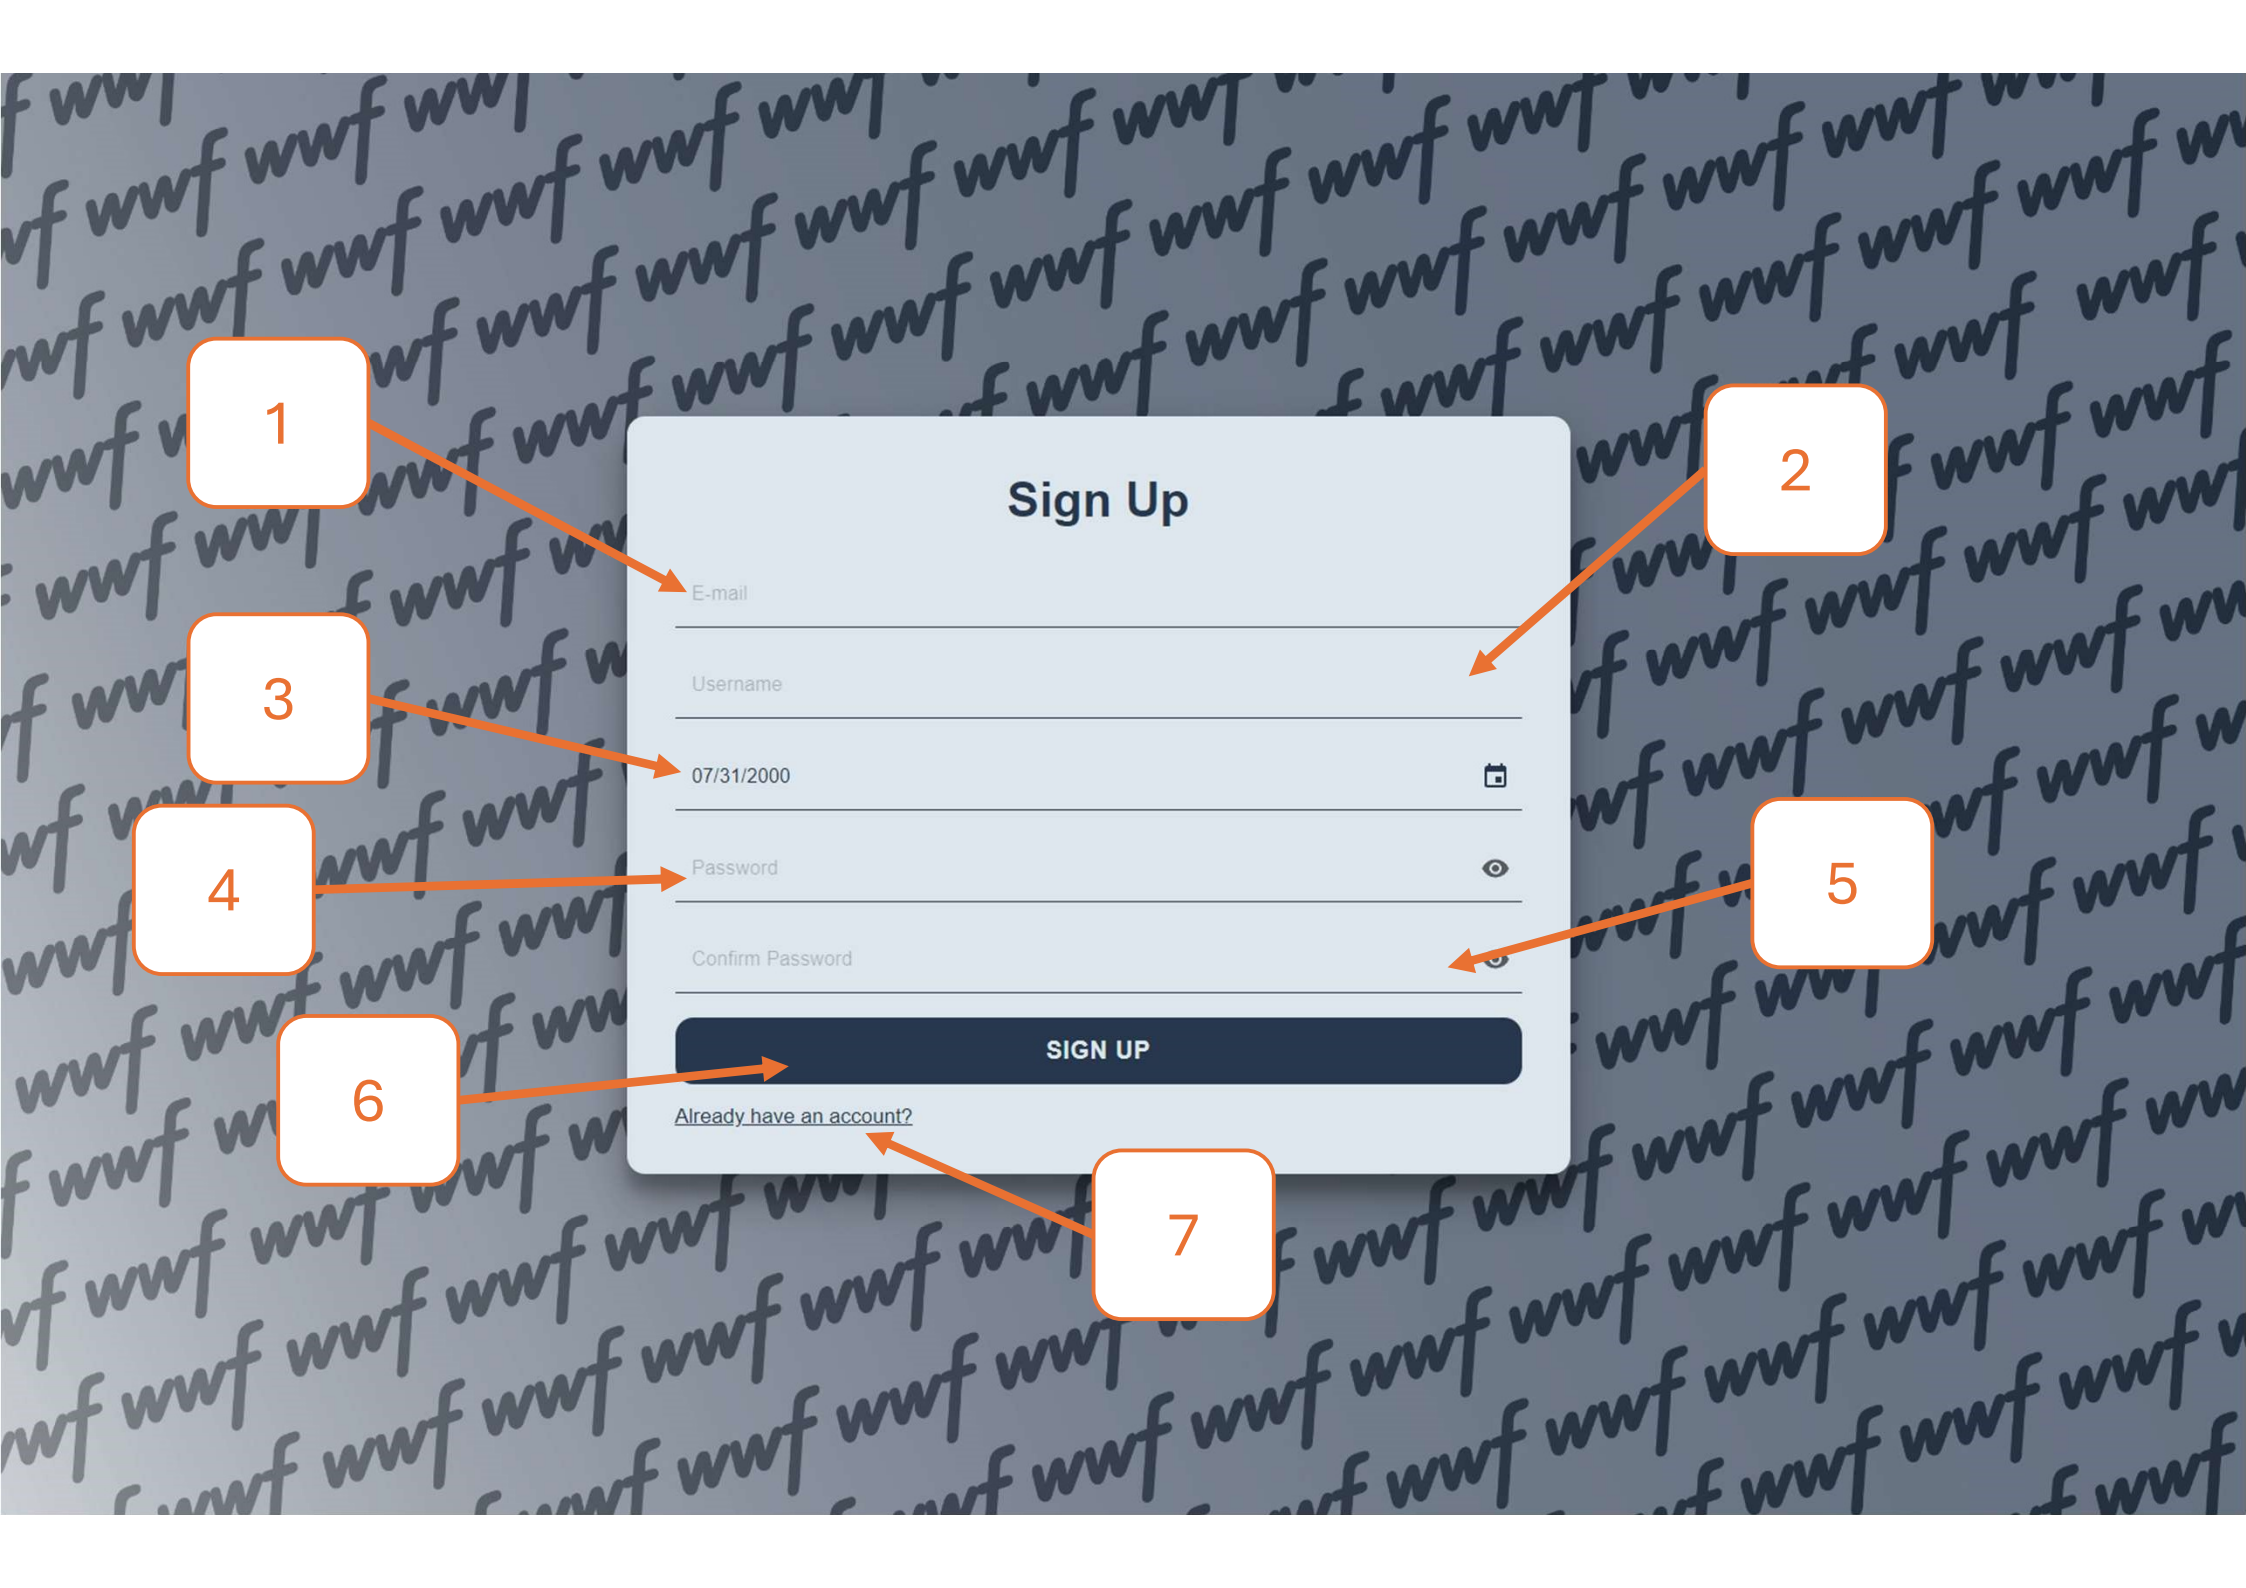 wwf
1
2
Sign Up
E-mail
3
Username
07/31/2000
4
Password
5
Confirm Password
6
SIGN UP
Already have an account?
7